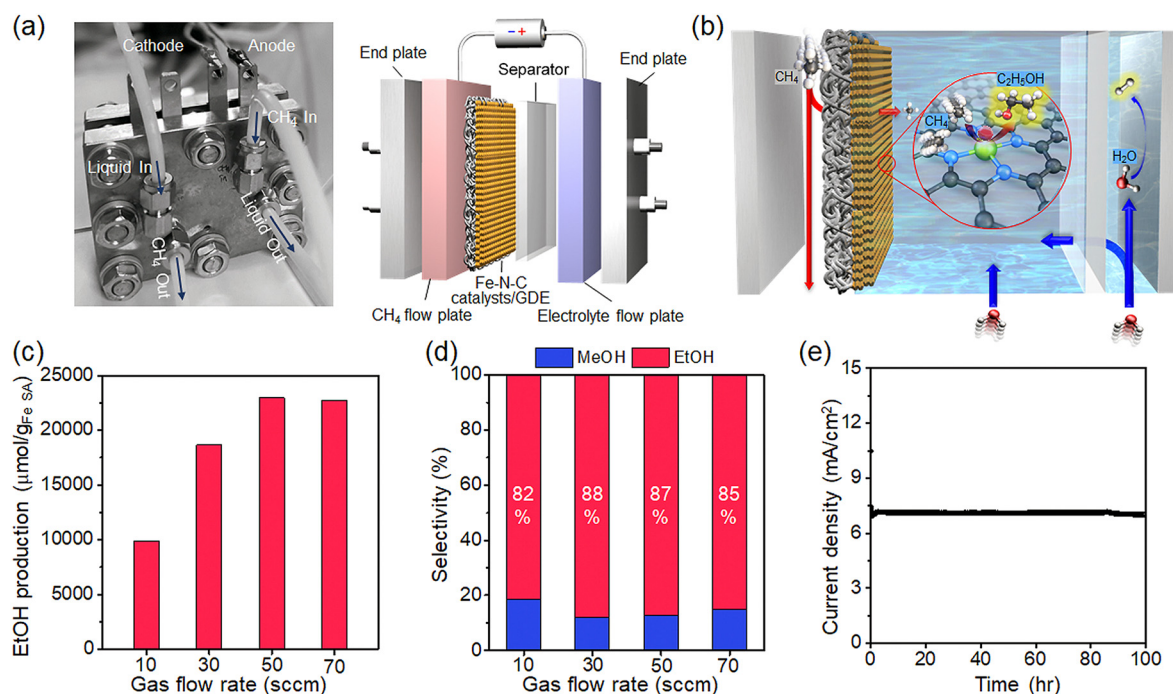 (a)
Cathode
Anode
CH4 In
Liquid In
Liquid Out
CH4 Out
− +
End plate
Separator
End plate
Fe-N-C
catalysts/GDE
CH4 flow plate
Electrolyte flow plate
(b)
CH4
CH4
C2H5OH
H2O
(c)
EtOH production (μmol/gFe SA)
25000
20000
15000
10000
5000
0
10 30 50 70
Gas flow rate (sccm)
(d)
MeOH EtOH
Selectivity (%)
100
80
60
40
20
0
82
%
88
%
87
%
85
%
10 30 50 70
Gas flow rate (sccm)
(e)
Current density (mA/cm2)
15
12
9
6
3
0
0 20 40 60 80 100
Time (hr)